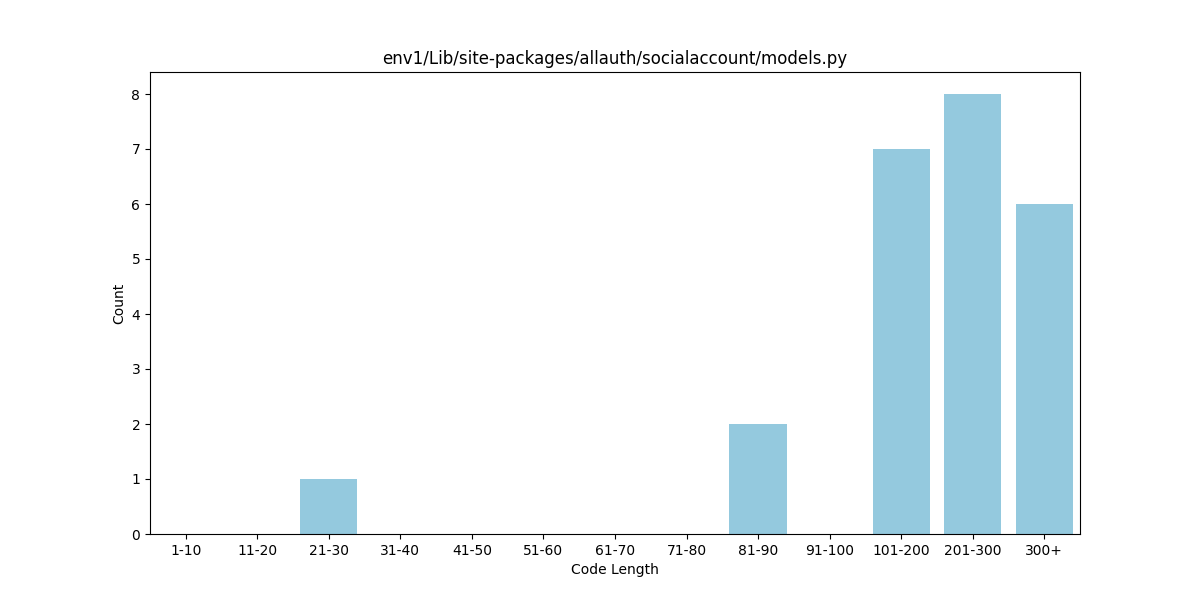 env1/Lib/site-packages/allauth/socialaccount/models.py
8
7
6
5
4
3
2
1
0
Count
1-10 11-20 21-30 31-40 41-50 51-60 61-70 71-80 81-90 91-100 101-200 201-300 300+
Code Length